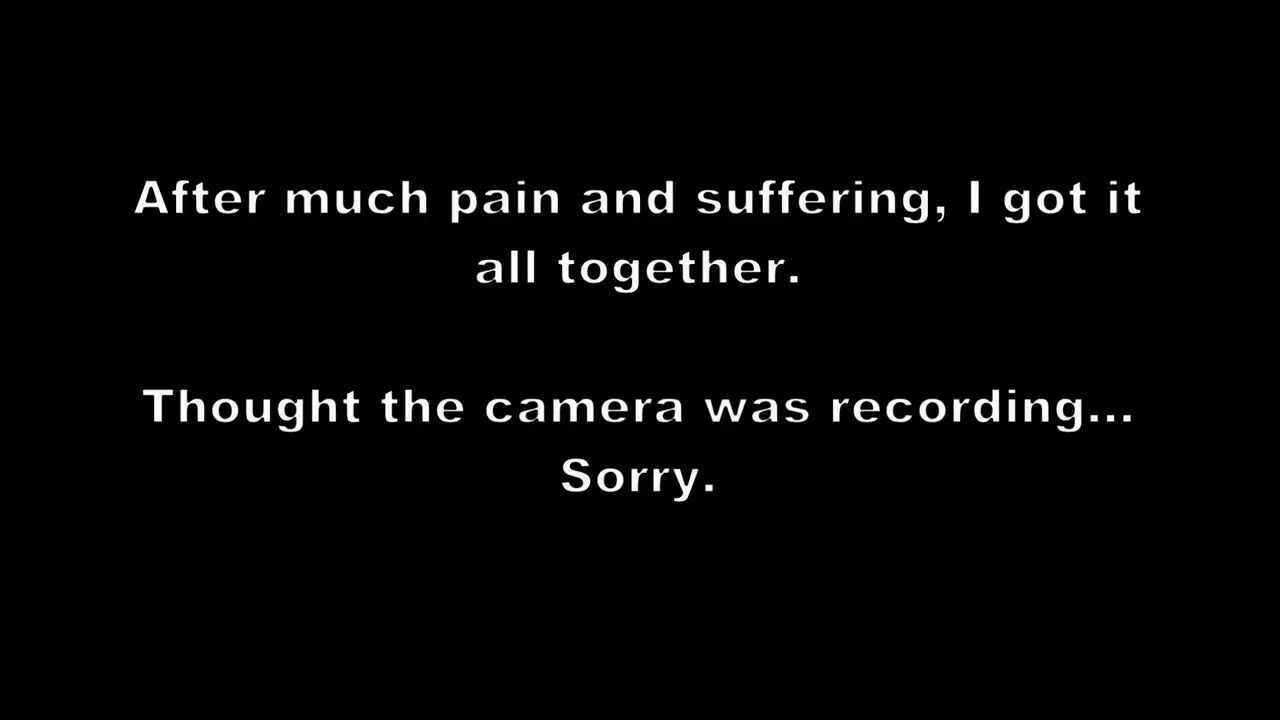 After much pain and suffering, I got it
all together.
Thought the camera was recording...
Sorry.